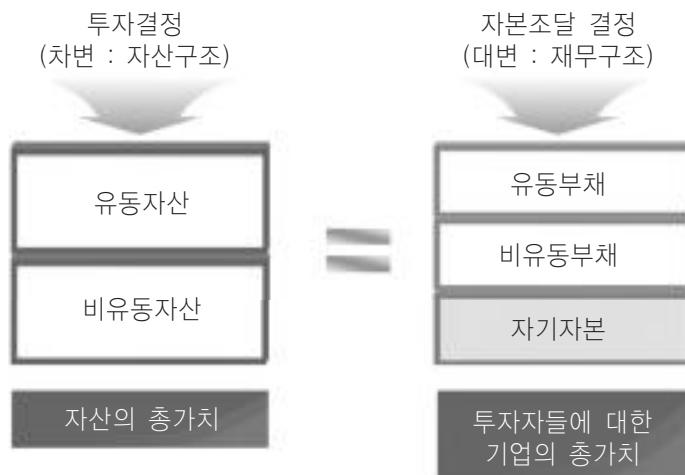 투자결정
(차변 : 자산구조)
유동자산
비유동자산
자산의 총가치
=
자본조달 결정
(대변 : 재무구조)
유동부채
비유동부채
자기자본
투자자들에 대한
기업의 총가치